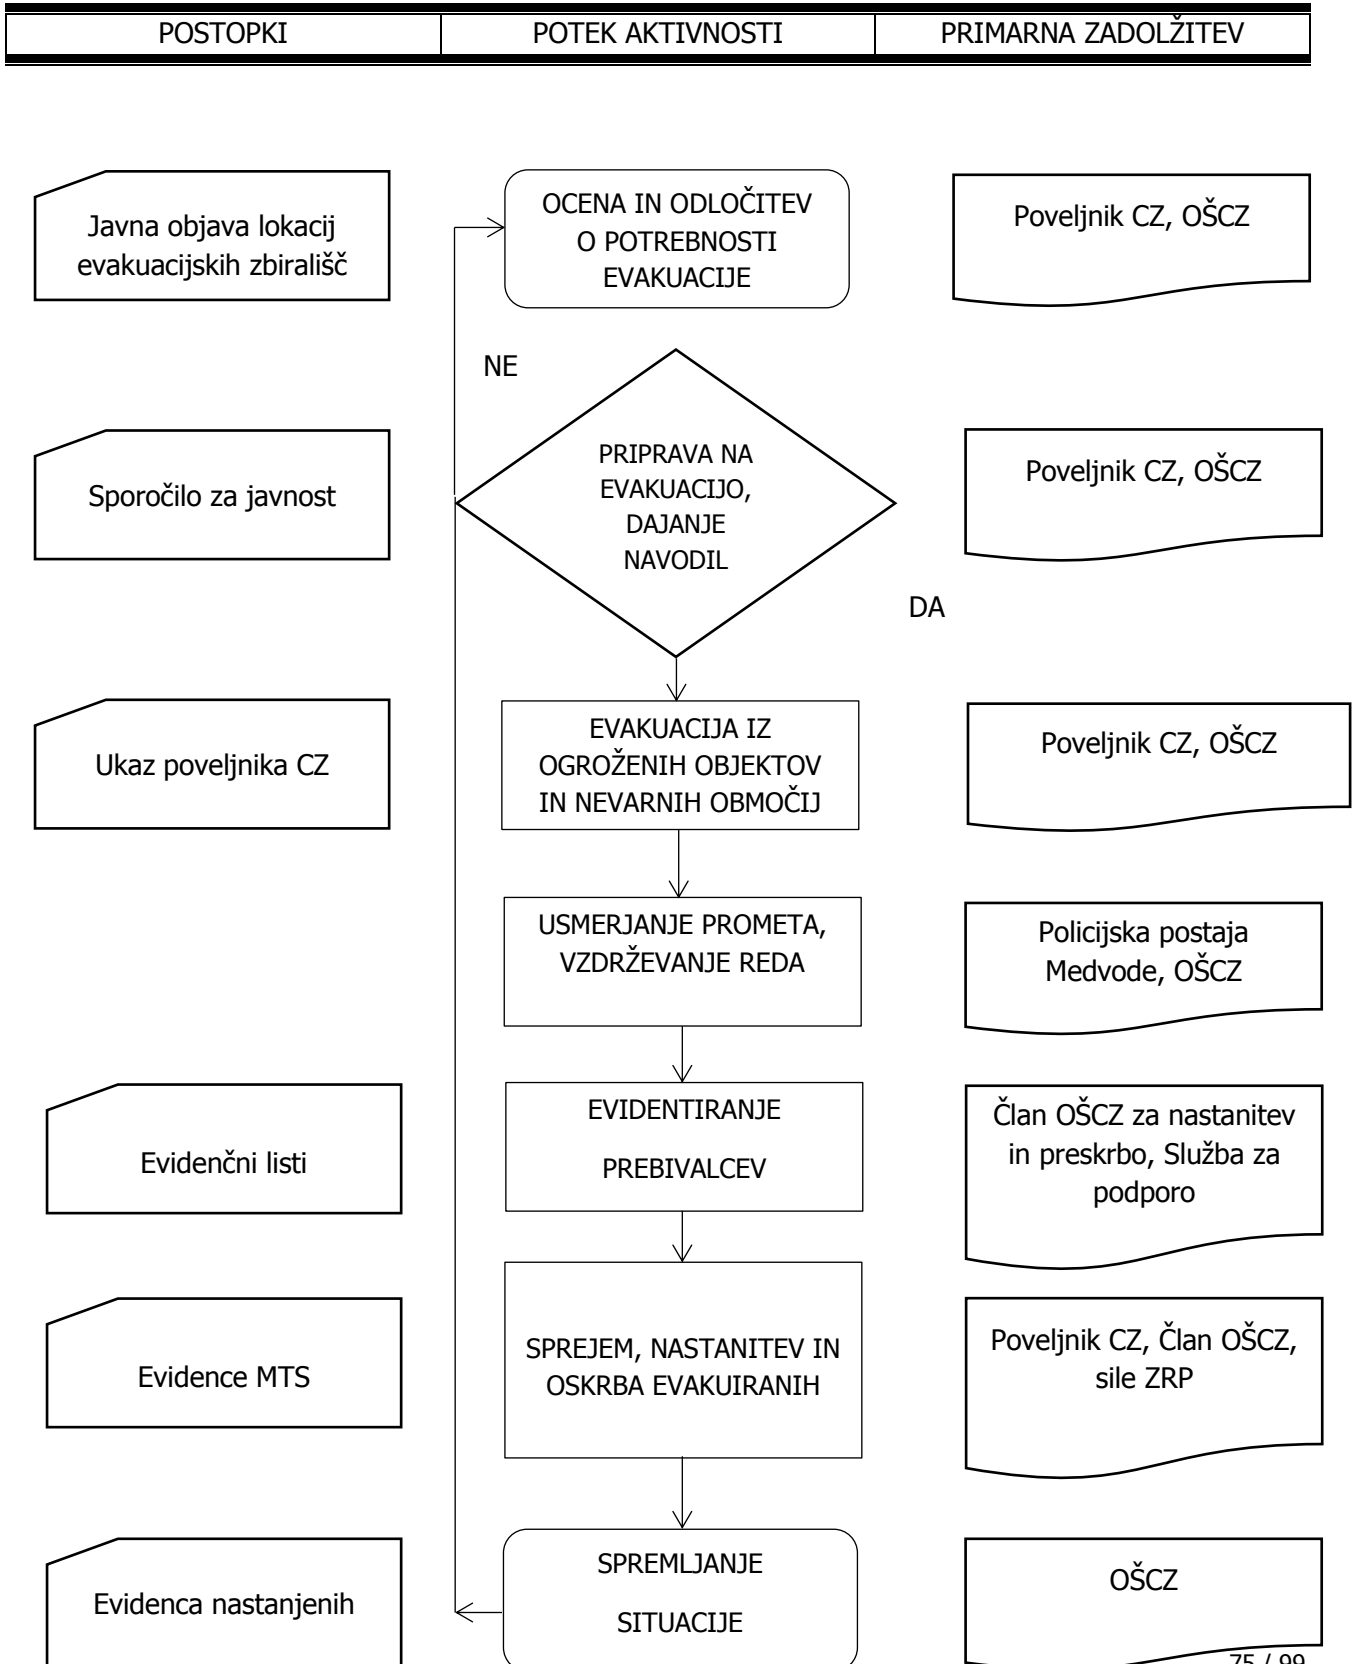 POSTOPKI
POTEK AKTIVNOSTI
PRIMARNA ZADOLŽITEV
Javna objava lokacij
evakuacijskih zbirališč
OCENA IN ODLOČITEV
O POTREBNOSTI
EVAKUACIJE
Poveljnik CZ, OŠCZ
NE
Sporočilo za javnost
PRIPRAVA NA
EVAKUACIJO,
DAJANJE
NAVODIL
Poveljnik CZ, OŠCZ
DA
Ukaz poveljnika CZ
EVAKUACIJA IZ
OGROŽENIH OBJEKTOV
IN NEVARNIH OBMOČIJ
Poveljnik CZ, OŠCZ
USMERJANJE PROMETA,
VZDRŽEVANJE REDA
Policijska postaja
Medvode, OŠCZ
Evidenčni listi
EVIDENTIRANJE
PREBIVALCEV
Član OŠCZ za nastanitev
in preskrbo, Služba za
podporo
Evidence MTS
SPREJEM, NASTANITEV IN
OSKRBA EVAKUIRANIH
Poveljnik CZ, Član OŠCZ,
sile ZRP
Evidenca nastanjenih
SPREMLJANJE
SITUACIJE
OŠCZ
75 / 99